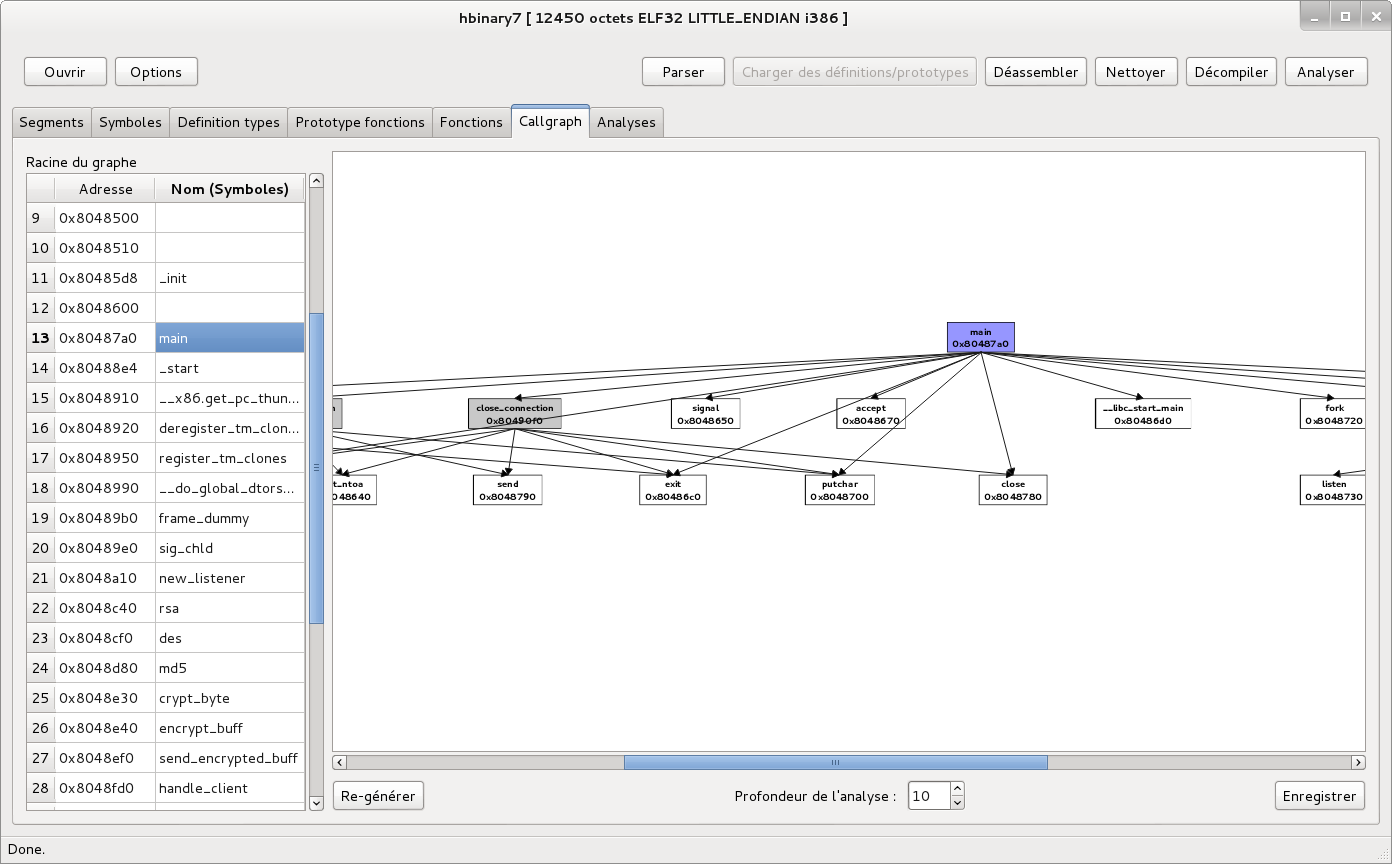 hbinary7 [ 12450 octets ELF32 LITTLE_ENDIAN i386 ]
Ouvrir Options Parser Charger des définitions/prototypes Déassembler Nettoyer Décompiler Analyser
Segments Symboles Definition types Prototype fonctions Fonctions Callgraph Analyses
Racine du graphe
Adresse Nom (Symboles)
9 0x8048500
10 0x8048510
11 0x80485d8 _init
12 0x8048600
13 0x80487a0 main
14 0x80488e4 _start
15 0x8048910 __x86.get_pc_thun...
16 0x8048920 deregister_tm_clon...
17 0x8048950 register_tm_clones
18 0x8048990 __do_global_dtors...
19 0x80489b0 frame_dummy
20 0x80489e0 sig_chld
21 0x8048a10 new_listener
22 0x8048c40 rsa
23 0x8048cf0 des
24 0x8048d80 md5
25 0x8048e30 crypt_byte
26 0x8048e40 encrypt_buff
27 0x8048ef0 send_encrypted_buff
28 0x8048fd0 handle_client
main
0x80487a0
close_connection
0x80490f0
signal
0x8048650
accept
0x8048670
__libc_start_main
0x80486d0
fork
0x8048720
t_ntoa
048640
send
0x8048790
exit
0x80486c0
putchar
0x8048700
close
0x8048780
listen
0x8048730
Re-générer Profondeur de l'analyse : 10 Enregistrer
Done.